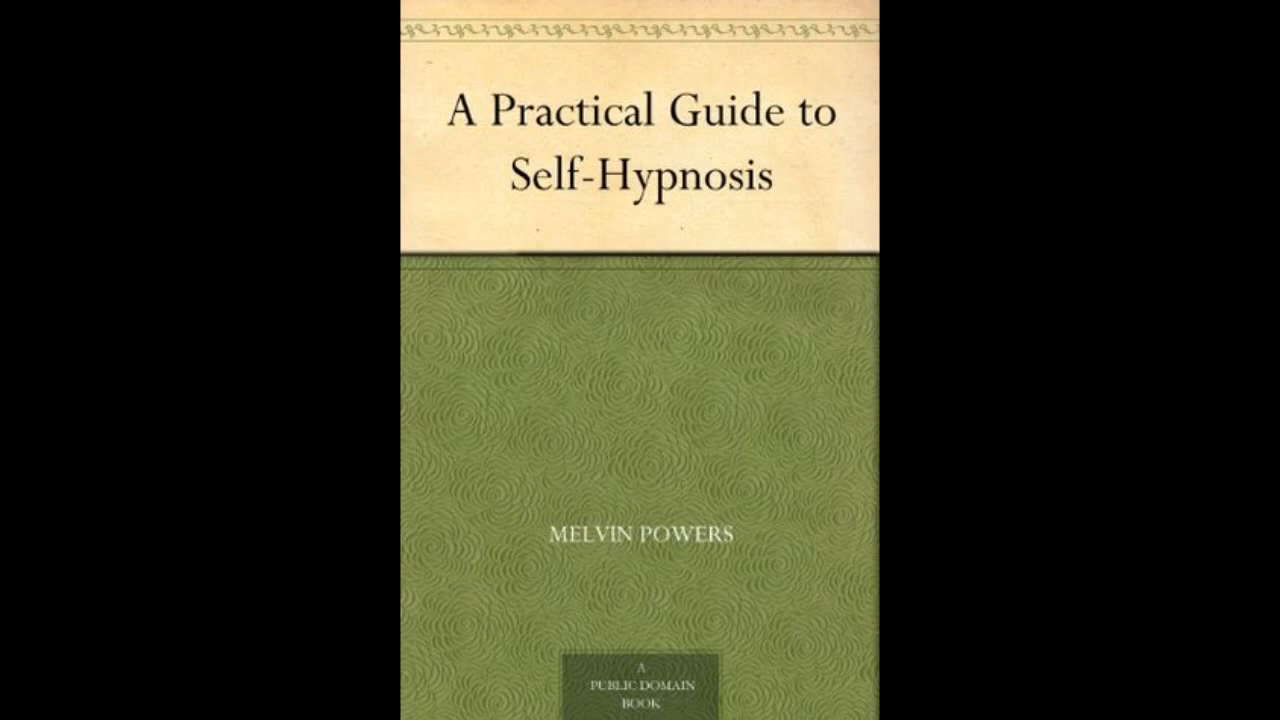 A Practical Guide to
Self-Hypnosis
MELVIN POWERS
A
PUBLIC DOMAIN
BOOK